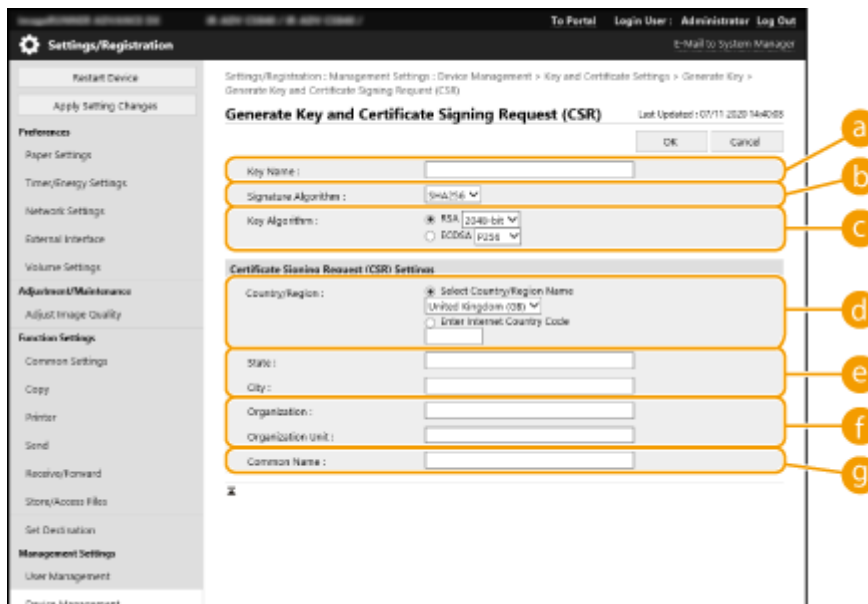 To Portal Login User : Administrator Log Out
Settings/Registration
E-Mail to System Manager
Restart Device
Apply Setting Changes
Preferences
Paper Settings
Timer/Energy Settings
Network Settings
External Interface
Volume Settings
Adjustment/Maintenance
Adjust Image Quality
Function Settings
Common Settings
Copy
Printer
Send
Receive/Forward
Store/Access Files
Set Destination
Management Settings
User Management
Device Management
Settings/Registration : Management Settings : Device Management > Key and Certificate Settings > Generate Key >
Generate Key and Certificate Signing Request (CSR)
Generate Key and Certificate Signing Request (CSR)
Last Updated : 07/11 2020 14:40:08
OK
Cancel
Key Name :
Signature Algorithm :
SHA256
Key Algorithm :
RSA 2048-bit
ECDSA P256
Certificate Signing Request (CSR) Settings
Country/Region :
Select Country/Region Name
United Kingdom (GB)
Enter Internet Country Code
State :
City :
Organization :
Organization Unit :
Common Name :
a
b
c
d
e
f
g